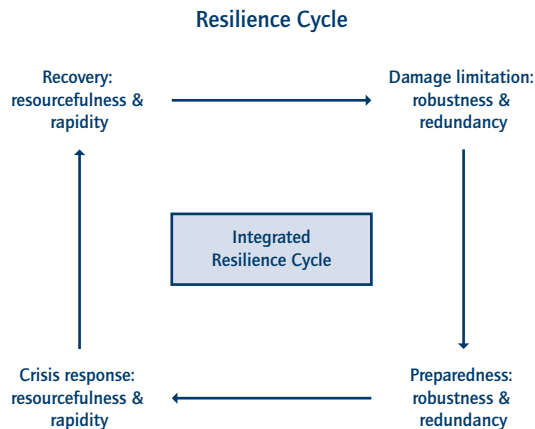 Resilience Cycle
Recovery:
resourcefulness &
rapidity
Damage limitation:
robustness &
redundancy
Integrated
Resilience Cycle
Crisis response:
resourcefulness &
rapidity
Preparedness:
robustness &
redundancy